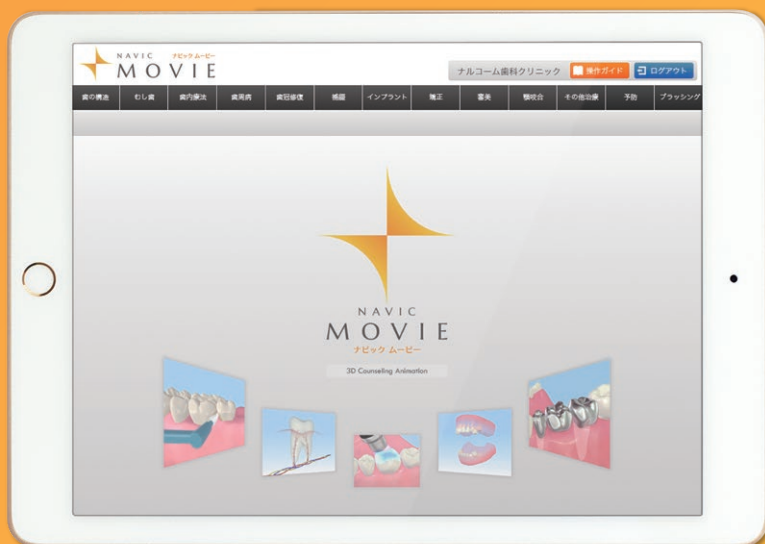 NAVIC ナビック ムービー
MOVIE
ナルコーム歯科クリニック 操作ガイド ログアウト
歯の構造 むし歯 歯内療法 歯周病 歯冠修復 補綴 インプラント 矯正 審美 顎咬合 その他治療 予防 ブラッシング
NAVIC
MOVIE
ナビック ムービー
3D Counseling Animation